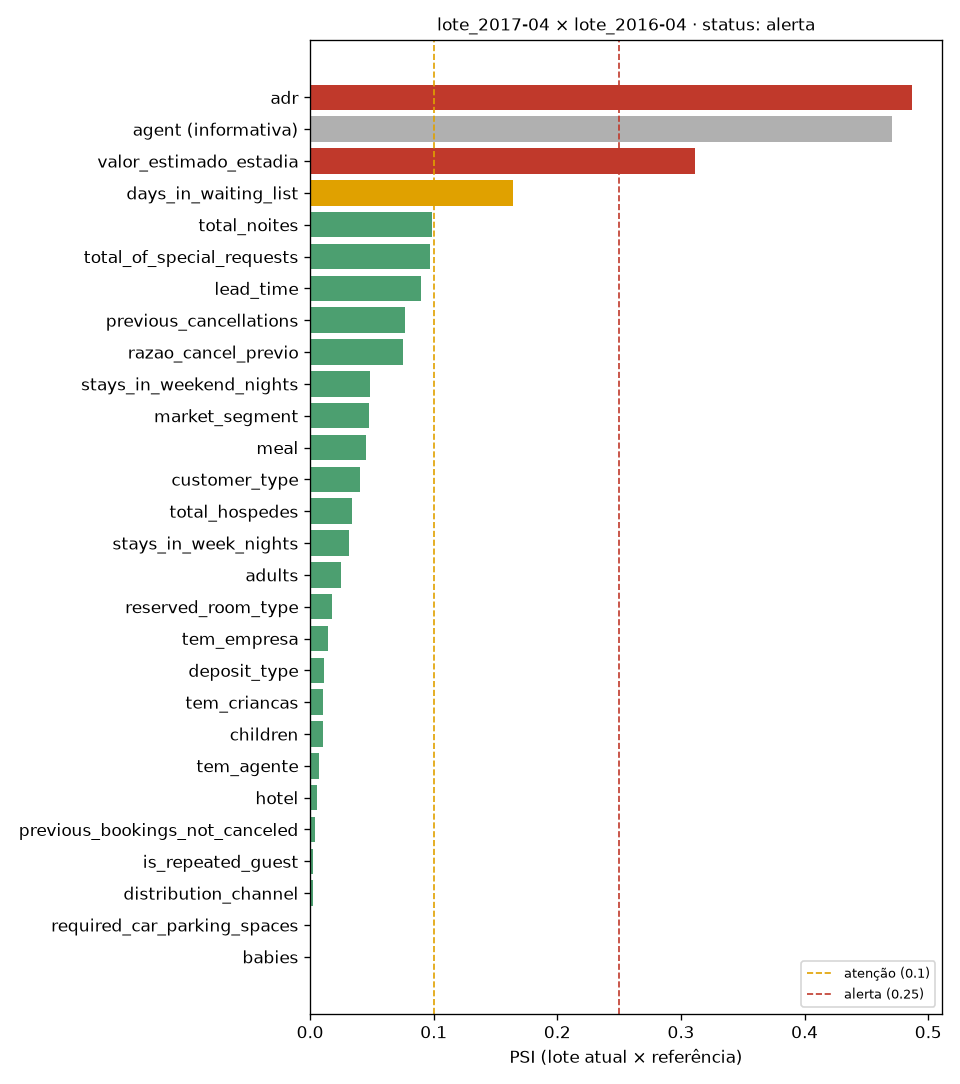 lote_2017-04 × lote_2016-04 · status: alerta
adr
agent (informativa)
valor_estimado_estadia
days_in_waiting_list
total_noites
total_of_special_requests
lead_time
previous_cancellations
razao_cancel_previo
stays_in_weekend_nights
market_segment
meal
customer_type
total_hospedes
stays_in_week_nights
adults
reserved_room_type
tem_empresa
deposit_type
tem_criancas
children
tem_agente
hotel
previous_bookings_not_canceled
is_repeated_guest
distribution_channel
required_car_parking_spaces
babies
atenção (0.1)
alerta (0.25)
0.0 0.1 0.2 0.3 0.4 0.5
PSI (lote atual × referência)